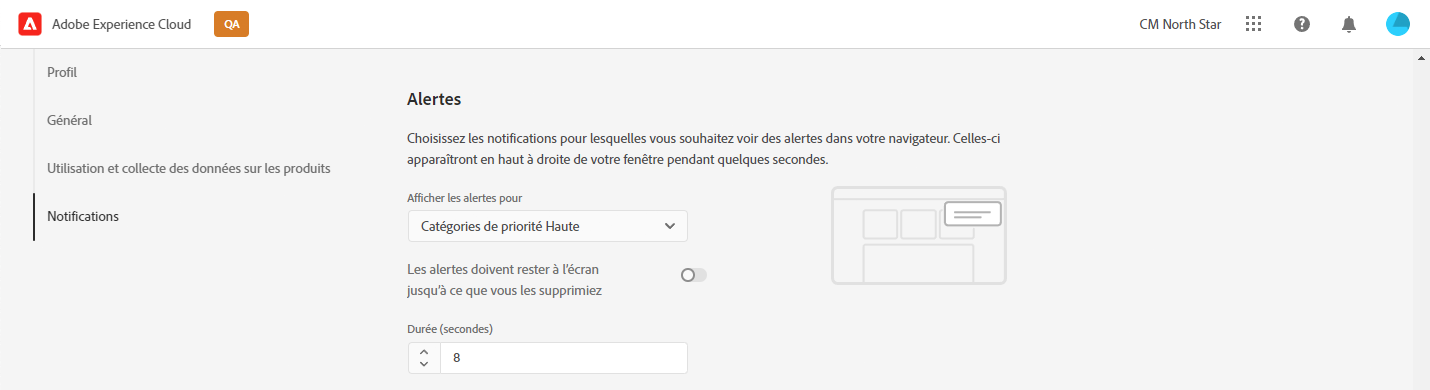 Adobe Experience Cloud
QA
CM North Star
Profil
Général
Utilisation et collecte des données sur les produits
Notifications
Alertes
Choisissez les notifications pour lesquelles vous souhaitez voir des alertes dans votre navigateur. Celles-ci
apparaîtront en haut à droite de votre fenêtre pendant quelques secondes.
Afficher les alertes pour
Catégories de priorité Haute
Les alertes doivent rester à l'écran
jusqu'à ce que vous les supprimiez
Durée (secondes)
8